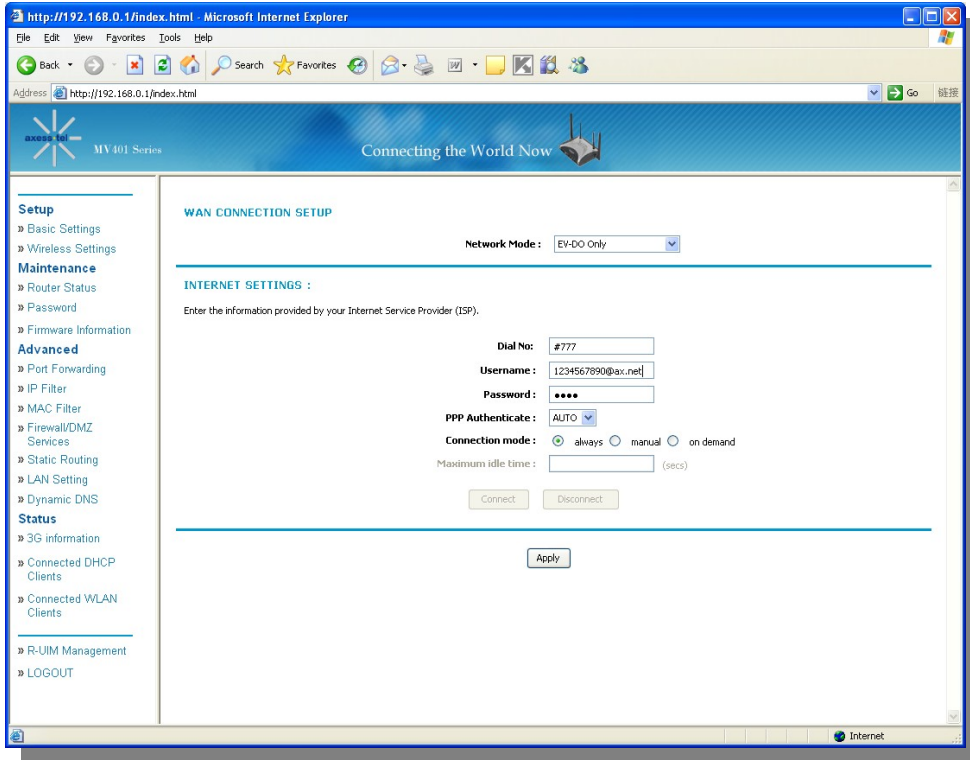 http://192.168.0.1/index.html - Microsoft Internet Explorer
File Edit View Favorites Tools Help
Back Search Favorites
Address http://192.168.0.1/index.html Go 链接
axesstel MV401 Series Connecting the World Now
Setup
» Basic Settings
» Wireless Settings
Maintenance
» Router Status
» Password
» Firmware Information
Advanced
» Port Forwarding
» IP Filter
» MAC Filter
» Firewall/DMZ
Services
» Static Routing
» LAN Setting
» Dynamic DNS
Status
» 3G information
» Connected DHCP
Clients
» Connected WLAN
Clients
» R-UIM Management
» LOGOUT
WAN CONNECTION SETUP
Network Mode : EV-DO Only
INTERNET SETTINGS :
Enter the information provided by your Internet Service Provider (ISP).
Dial No: #777
Username : 1234567890@ax.net
Password : ••••
PPP Authenticate : AUTO
Connection mode : always manual on demand
Maximum idle time : (secs)
Connect Disconnect
Apply
Internet